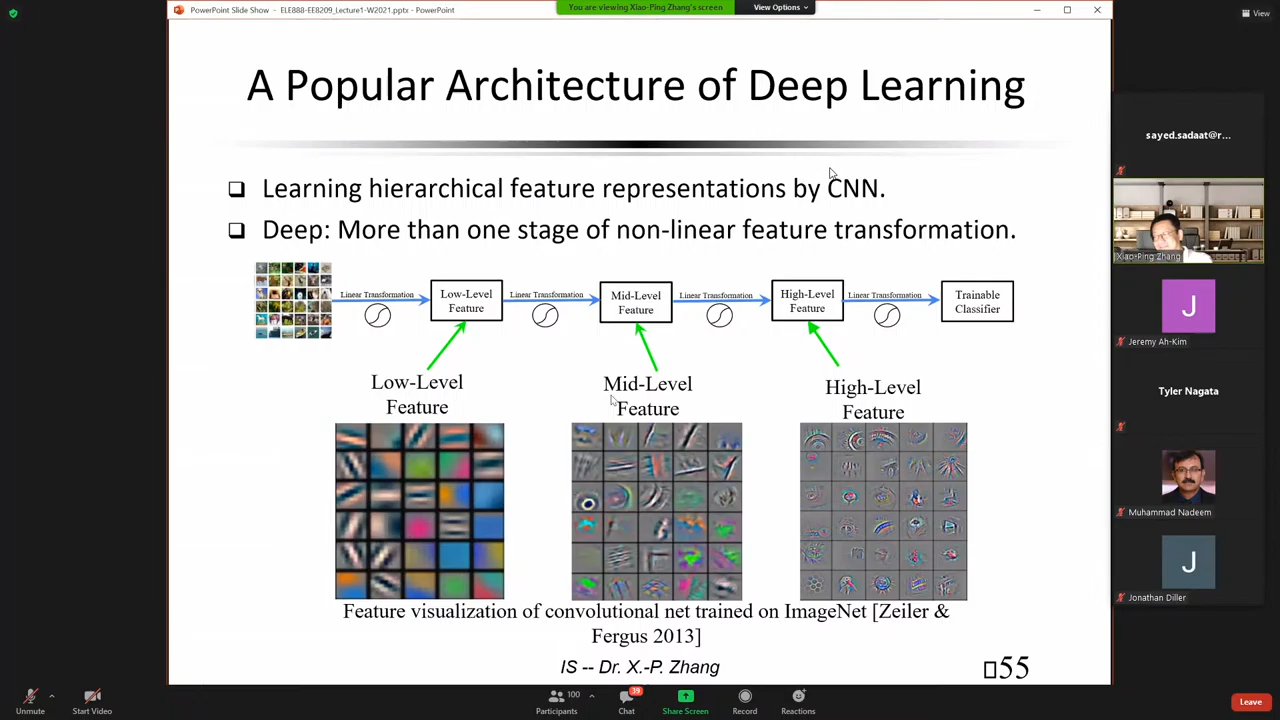 PowerPoint Slide Show - ELE888-EE8209_Lecture1-W2021.pptx - PowerPoint
You are viewing Xiao-Ping Zhang's screen
View Options
View
A Popular Architecture of Deep Learning
Learning hierarchical feature representations by CNN.
Deep: More than one stage of non-linear feature transformation.
Linear Transformation
Low-Level
Feature
Linear Transformation
Mid-Level
Feature
Linear Transformation
High-Level
Feature
Linear Transformation
Trainable
Classifier
Low-Level
Feature
Mid-Level
Feature
High-Level
Feature
Feature visualization of convolutional net trained on ImageNet [Zeiler &
Fergus 2013]
IS -- Dr. X.-P. Zhang
55
sayed.sadaat@r...
Xiao-Ping Zhang
J
Jeremy Ah-Kim
Tyler Nagata
Muhammad Nadeem
J
Jonathan Diller
Unmute
Start Video
100
Participants
39
Chat
Share Screen
Record
Reactions
Leave